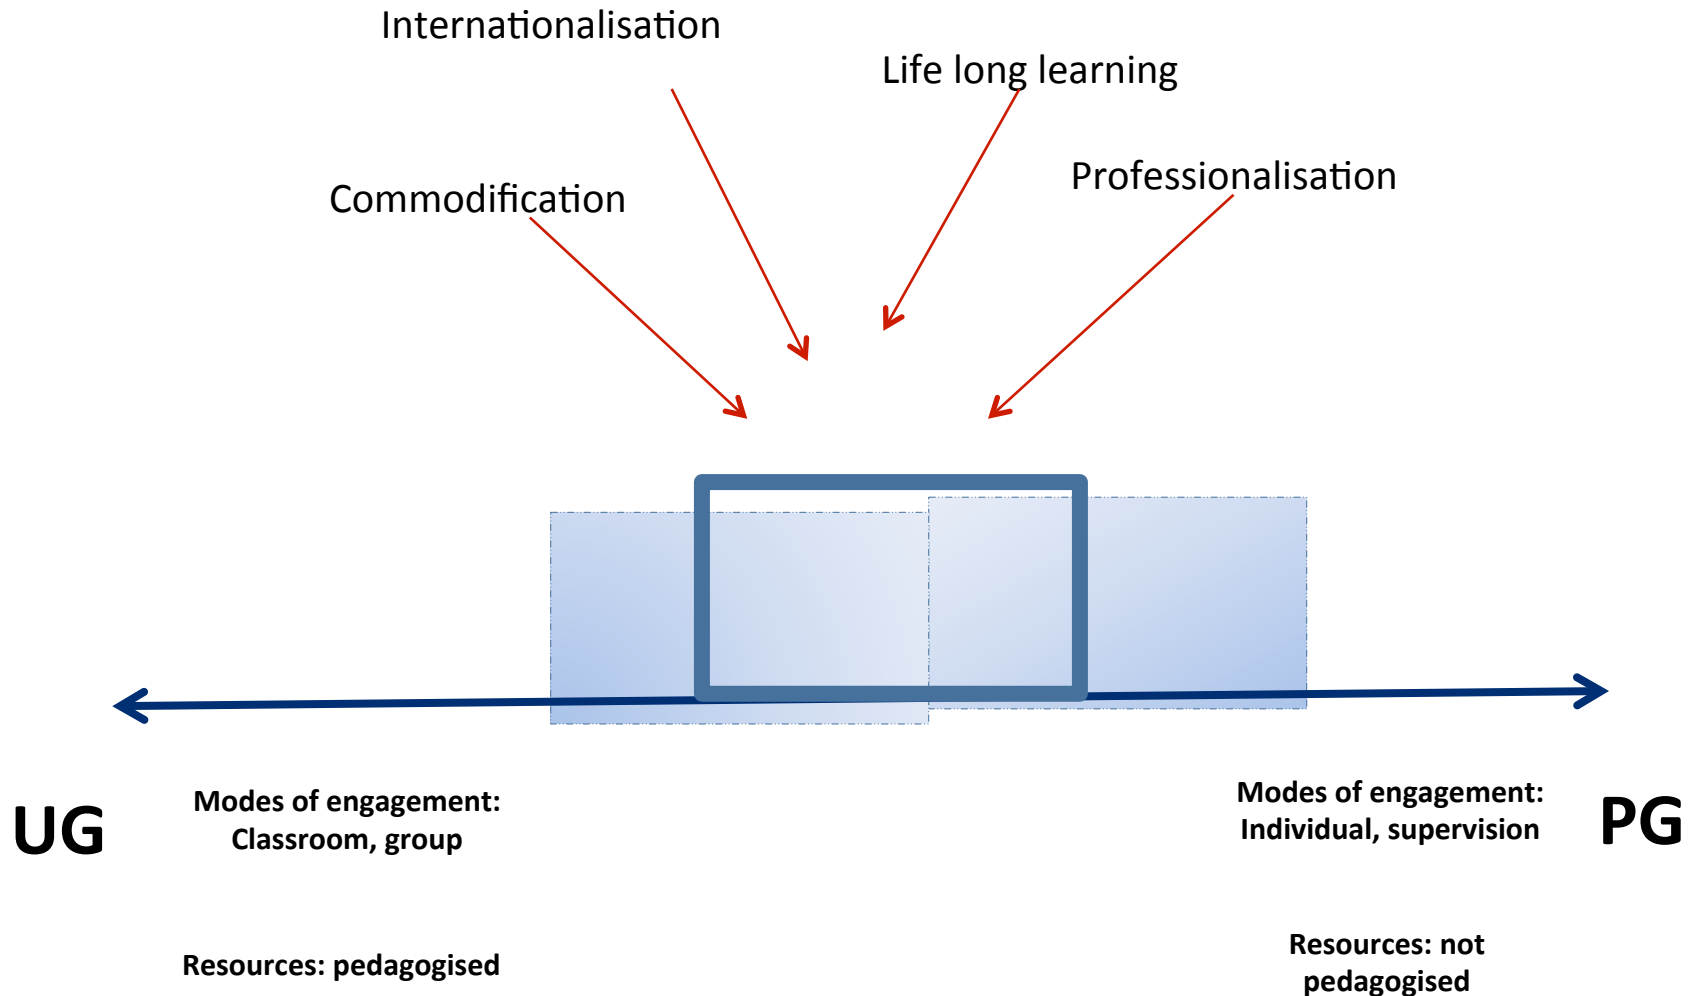 Internationalisation
Life long learning
Professionalisation
Commodification
UG
Modes of engagement:
Classroom, group
Modes of engagement:
Individual, supervision
PG
Resources: pedagogised
Resources: not
pedagogised